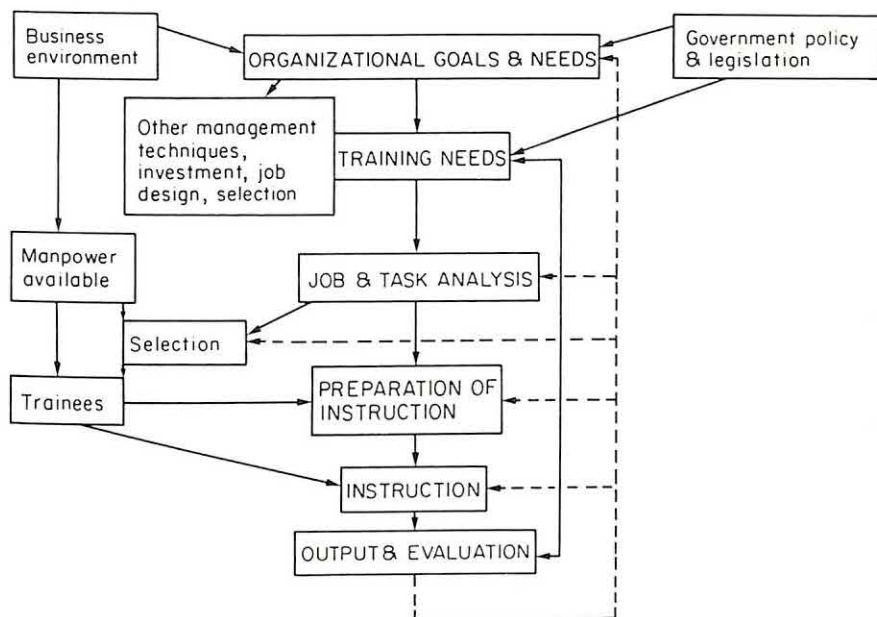 Business
environment
ORGANIZATIONAL GOALS & NEEDS
Government policy
& legislation
Other management
techniques,
investment, job
design, selection
TRAINING NEEDS
Manpower
available
JOB & TASK ANALYSIS
Selection
Trainees
PREPARATION OF
INSTRUCTION
INSTRUCTION
OUTPUT & EVALUATION